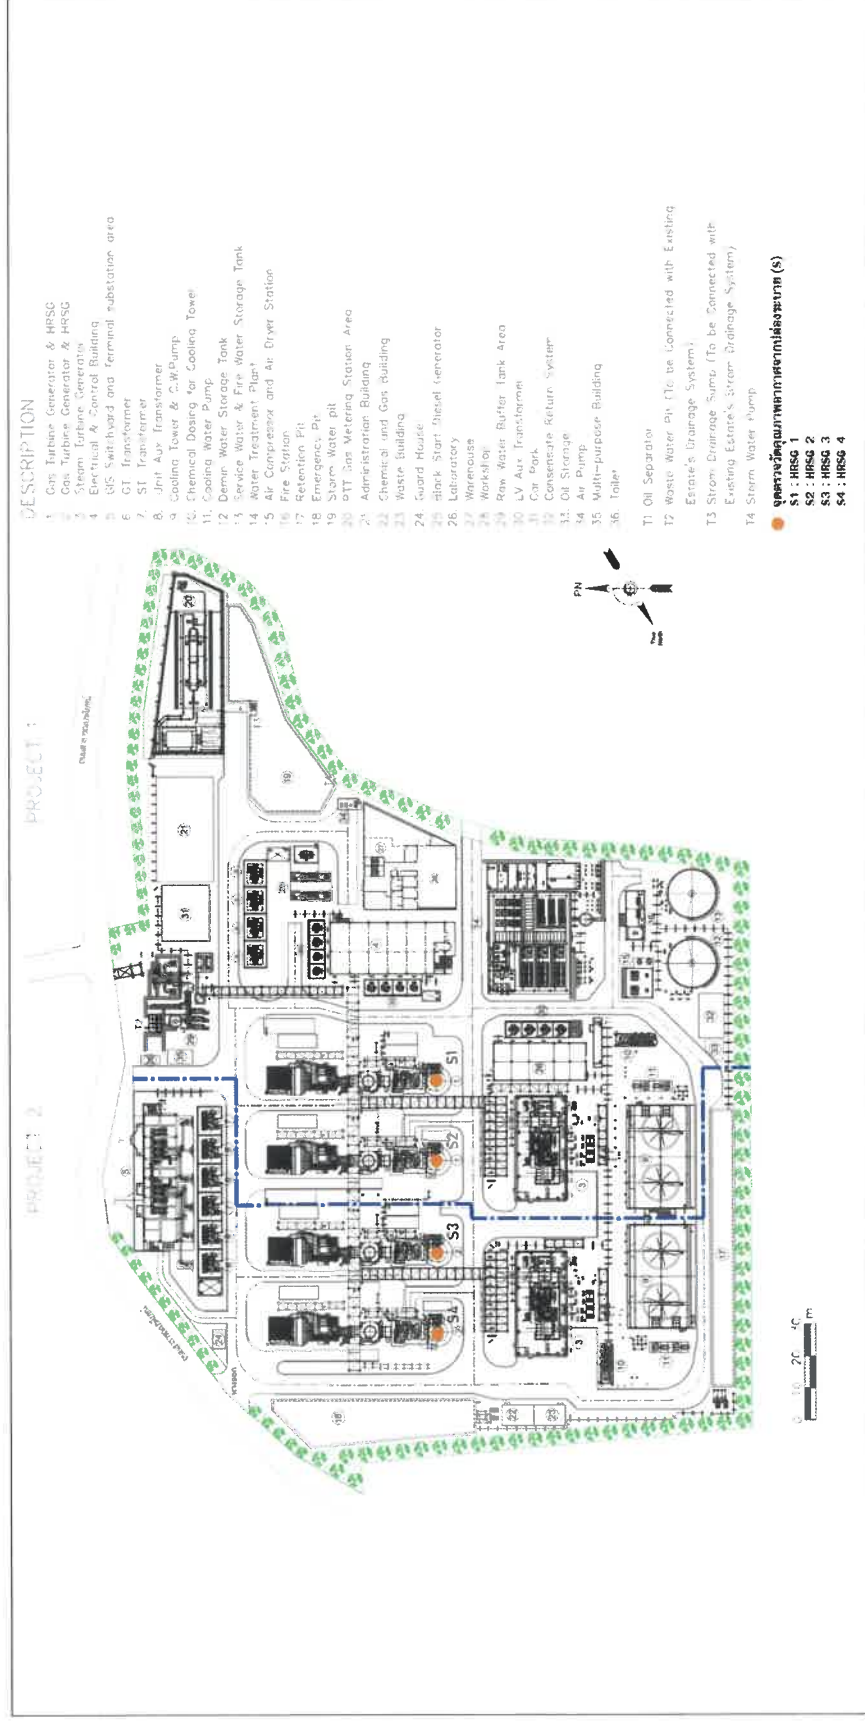 PROJECT 2
PROJECT 1
DESCRIPTION
1 Gas Turbine Generator & HRSG
2 Gas Turbine Generator & HRSG
3 Steam Turbine Generator
4 Electrical & Control Building
5 GIS Switchyard and Terminal substation area
6 GT Transformer
7. ST Transformer
8. Unit Aux Transformer
9 Cooling Tower & C.W.Pump
10. Chemical Dosing for Cooling Tower
11. Cooling Water Pump
12 Demin Water Storage Tank
13 Service Water & Fire Water Storage Tank
14 Water Treatment Plant
15 Air Compressor and Air Dryer Station
16 Fire Station
17 Retention Pit
18 Emergency Pit
19 Storm Water pit
20 PTT Gas Metering Station Area
21 Administration Building
22 Chemical and Gas Building
23 Waste Building
24 Guard House
25 Black Start Diesel Generator
26 Laboratory
27 Warehouse
28 Workshop
29 Raw Water Buffer Tank Area
30 LV Aux Transformer
31 Car Park
32 Consensate Return System
33. Oil Storage
34 Air Pump
35 Multi-purpose Building
36 Toilet
T1 Oil Separator
T2 Waste Water Pit (To be Connected with Existing
Estate's Drainage System)
T3 Strom Drainage Sump (To be Connected with
Existing Estate's Strom Drainage System)
T4 Storm Water Pump
จุดตรวจวัดคุณภาพอากาศจากปล่องระบาย (S)
S1 : HRSG 1
S2 : HRSG 2
S3 : HRSG 3
S4 : HRSG 4
PN
S4
S3
S2
S1
0 10 20 40 m